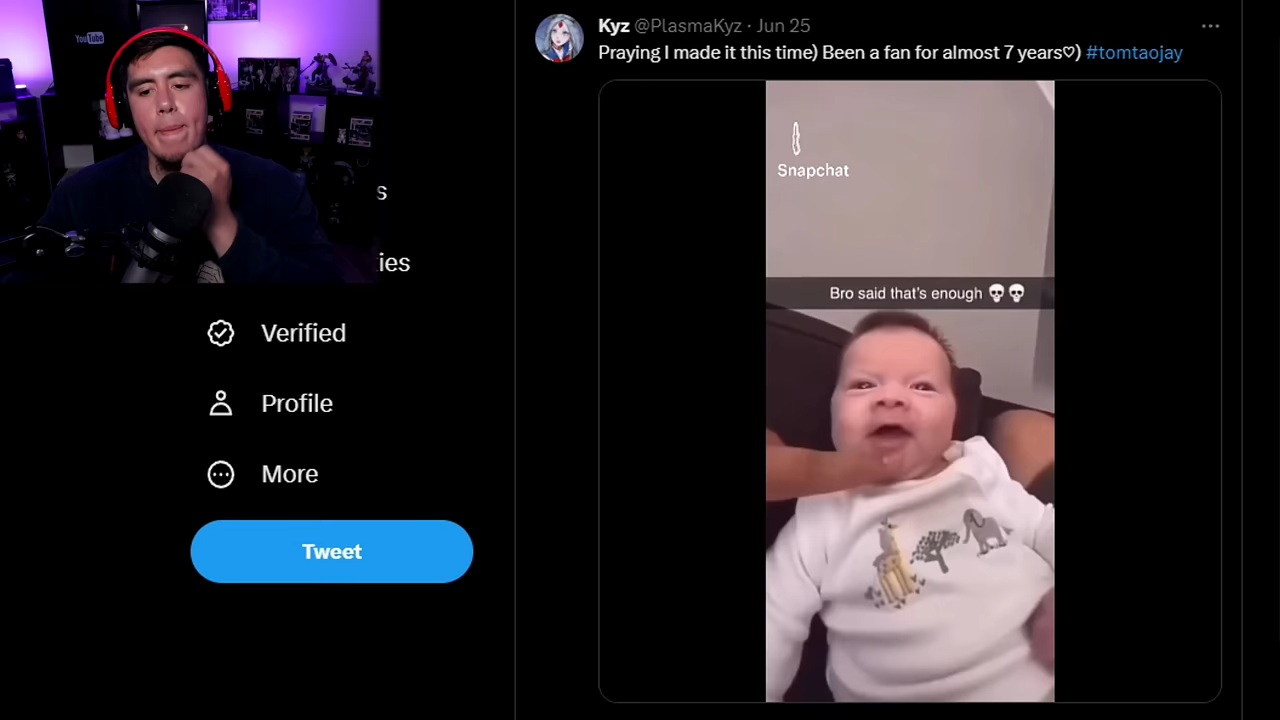 YouTube
Kyz @PlasmaKyz · Jun 25
Praying I made it this time) Been a fan for almost 7 years♡) #tomtaojay
Snapchat
Bro said that's enough 💀💀
s
ies
Verified
Profile
More
Tweet